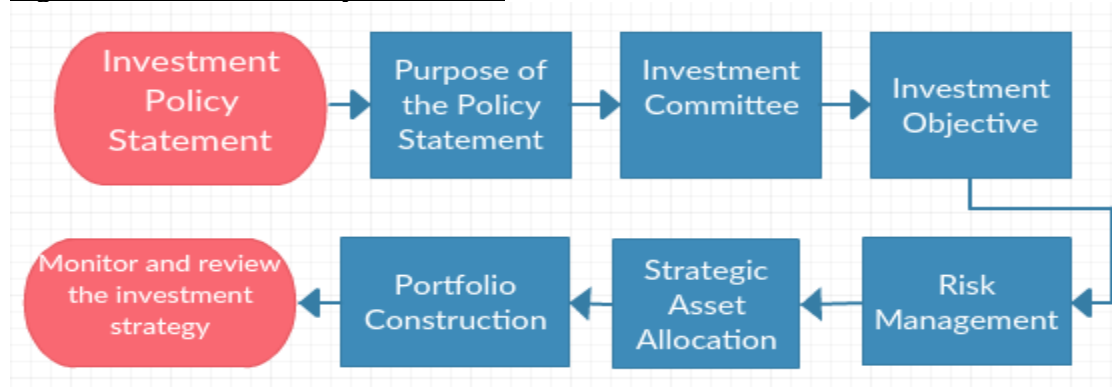 Investment
Policy
Statement
Purpose of
the Policy
Statement
Investment
Committee
Investment
Objective
Risk
Management
Strategic
Asset
Allocation
Portfolio
Construction
Monitor and review
the investment
strategy